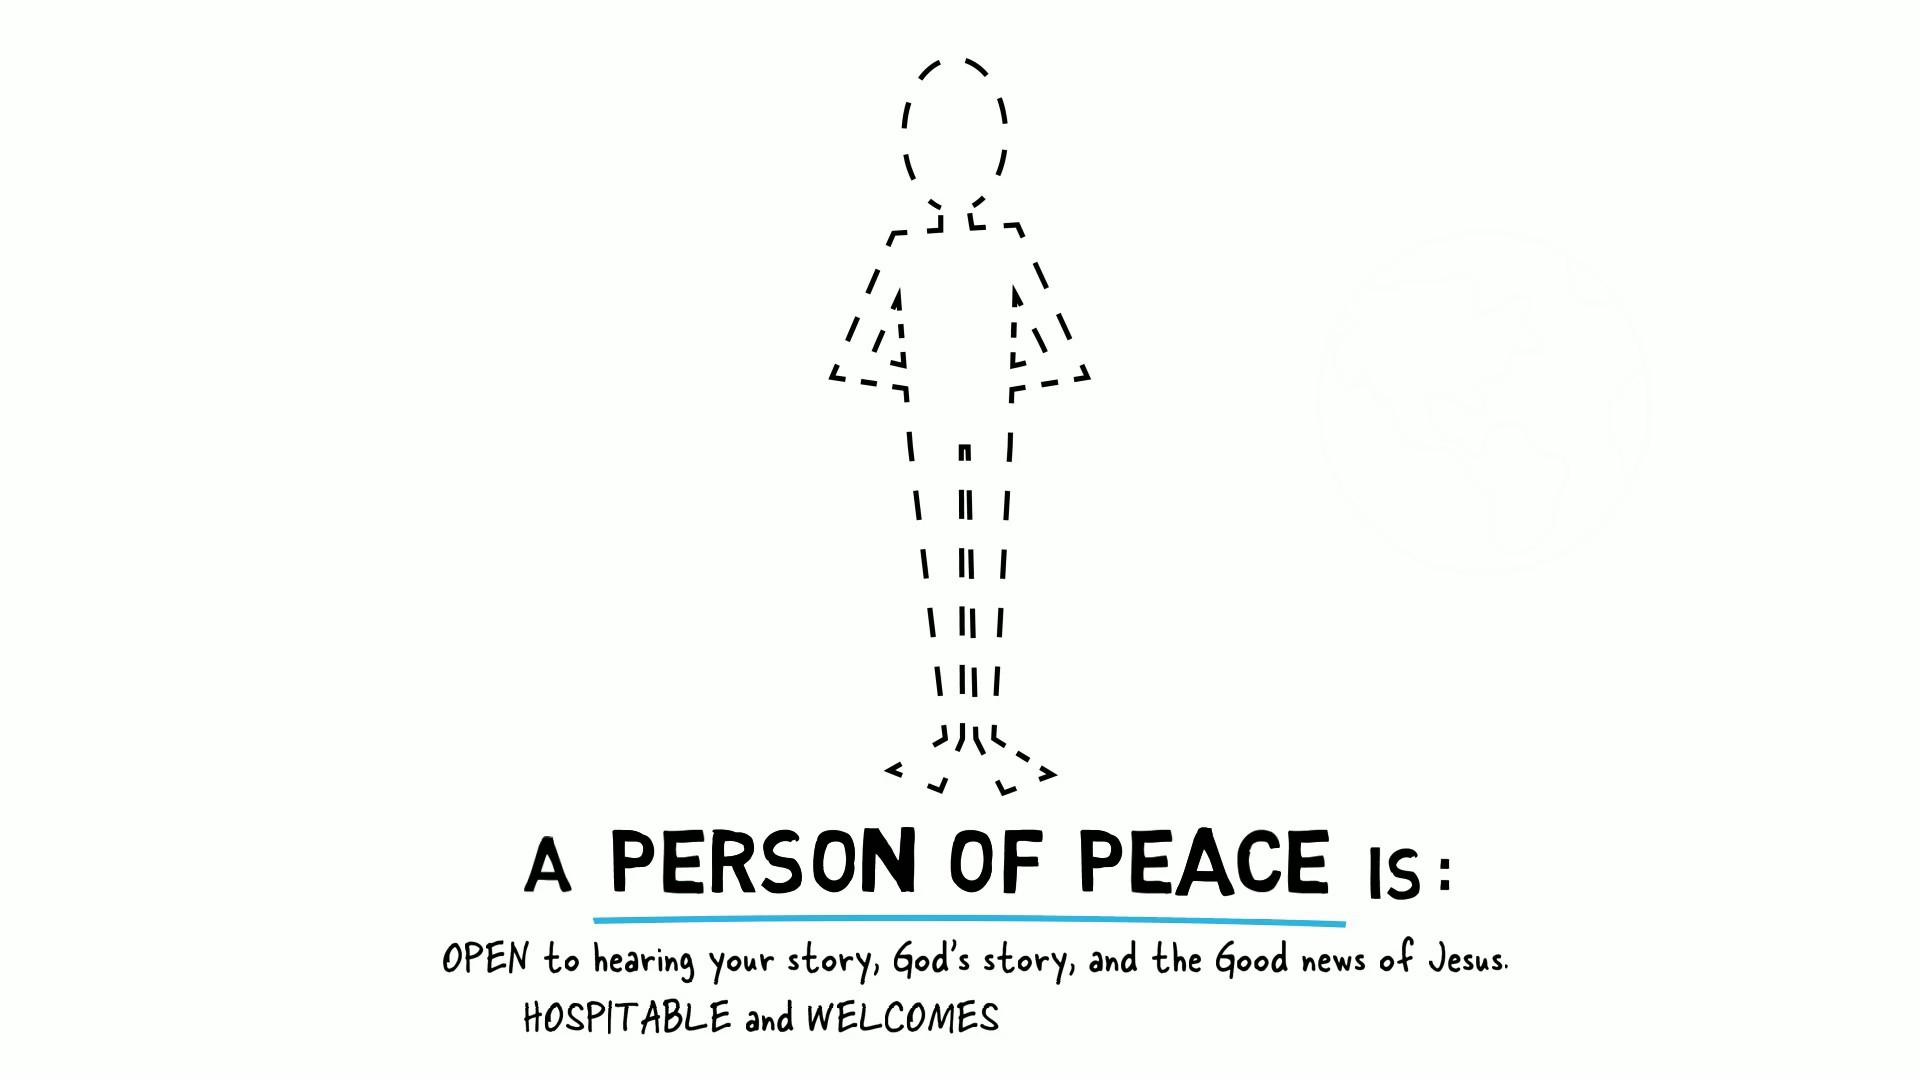 A PERSON OF PEACE IS:
OPEN to hearing your story, God's story, and the Good news of Jesus.
HOSPITABLE and WELCOMES